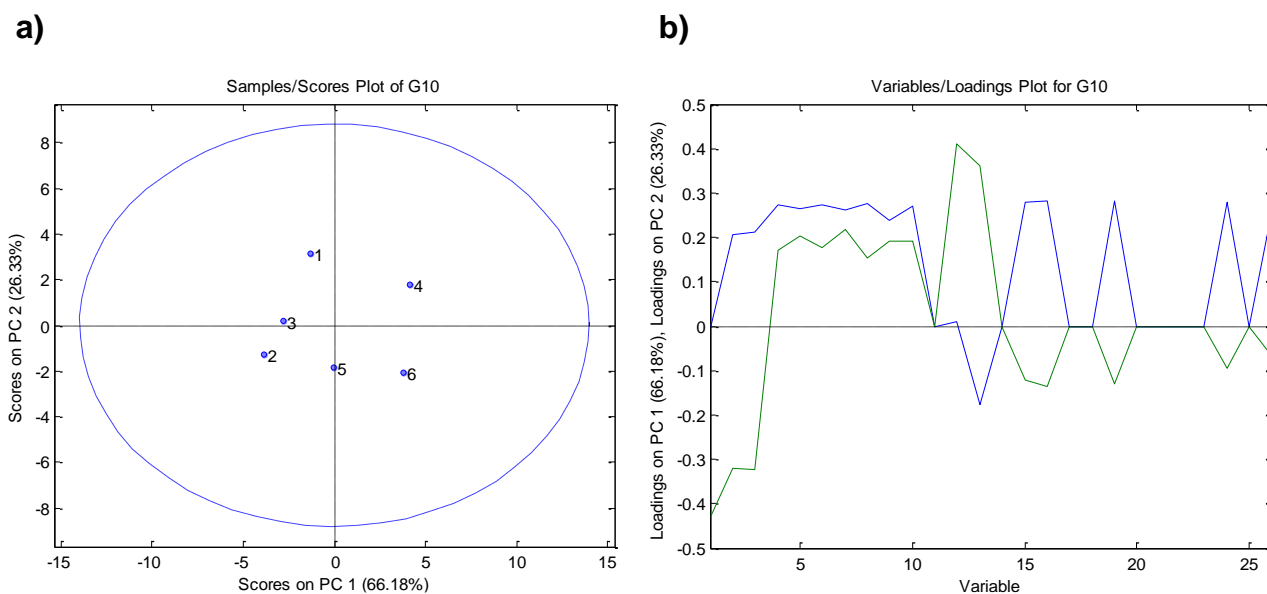 a)
Samples/Scores Plot of G10
Scores on PC 2 (26.33%)
8
6
4
2
0
-2
-4
-6
-8
1
4
3
2
5
6
-15 -10 -5 0 5 10 15
Scores on PC 1 (66.18%)
b)
Variables/Loadings Plot for G10
Loadings on PC 1 (66.18%), Loadings on PC 2 (26.33%)
0.5
0.4
0.3
0.2
0.1
0
-0.1
-0.2
-0.3
-0.4
-0.5
5 10 15 20 25
Variable